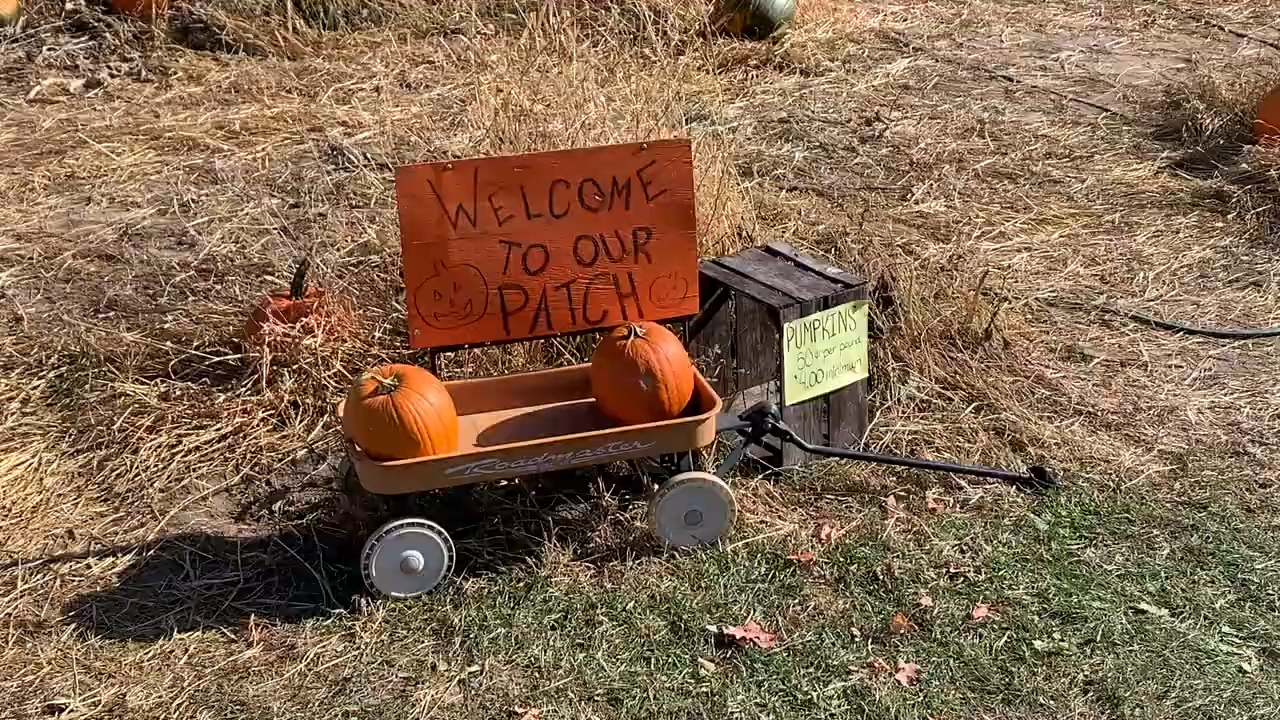 WELCOME
TO OUR
PATCH
PUMPKINS
50¢ per pound
$4.00 minimum
Roadmaster